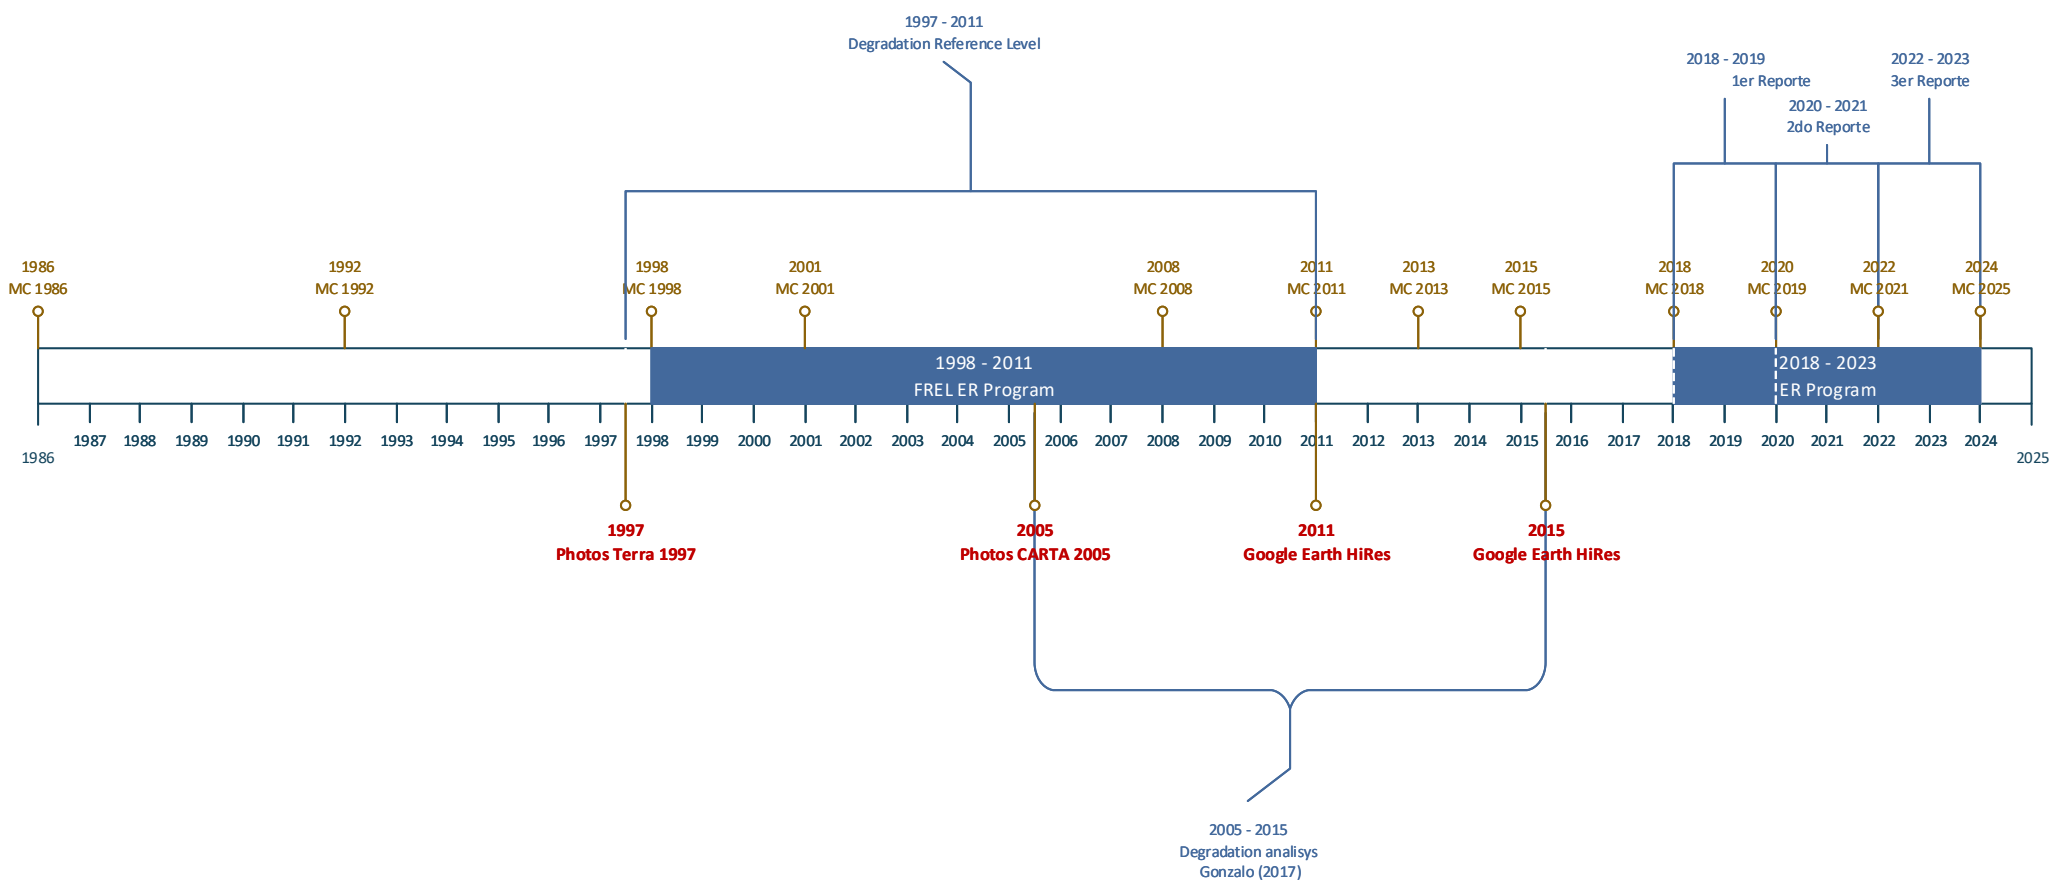 1997 - 2011
Degradation Reference Level
2018 - 2019
1er Reporte
2022 - 2023
3er Reporte
2020 - 2021
2do Reporte
1986
MC 1986
1992
MC 1992
1998
MC 1998
2001
MC 2001
2008
MC 2008
2011
MC 2011
2013
MC 2013
2015
MC 2015
2018
MC 2018
2020
MC 2019
2022
MC 2021
2024
MC 2025
1998 - 2011
FREL ER Program
2018 - 2023
ER Program
1987 1988 1989 1990 1991 1992 1993 1994 1995 1996 1997 1998 1999 2000 2001 2002 2003 2004 2005 2006 2007 2008 2009 2010 2011 2012 2013 2014 2015 2016 2017 2018 2019 2020 2021 2022 2023 2024
1986 2025
1997
Photos Terra 1997
2005
Photos CARTA 2005
2011
Google Earth HiRes
2015
Google Earth HiRes
2005 - 2015
Degradation analisys
Gonzalo (2017)